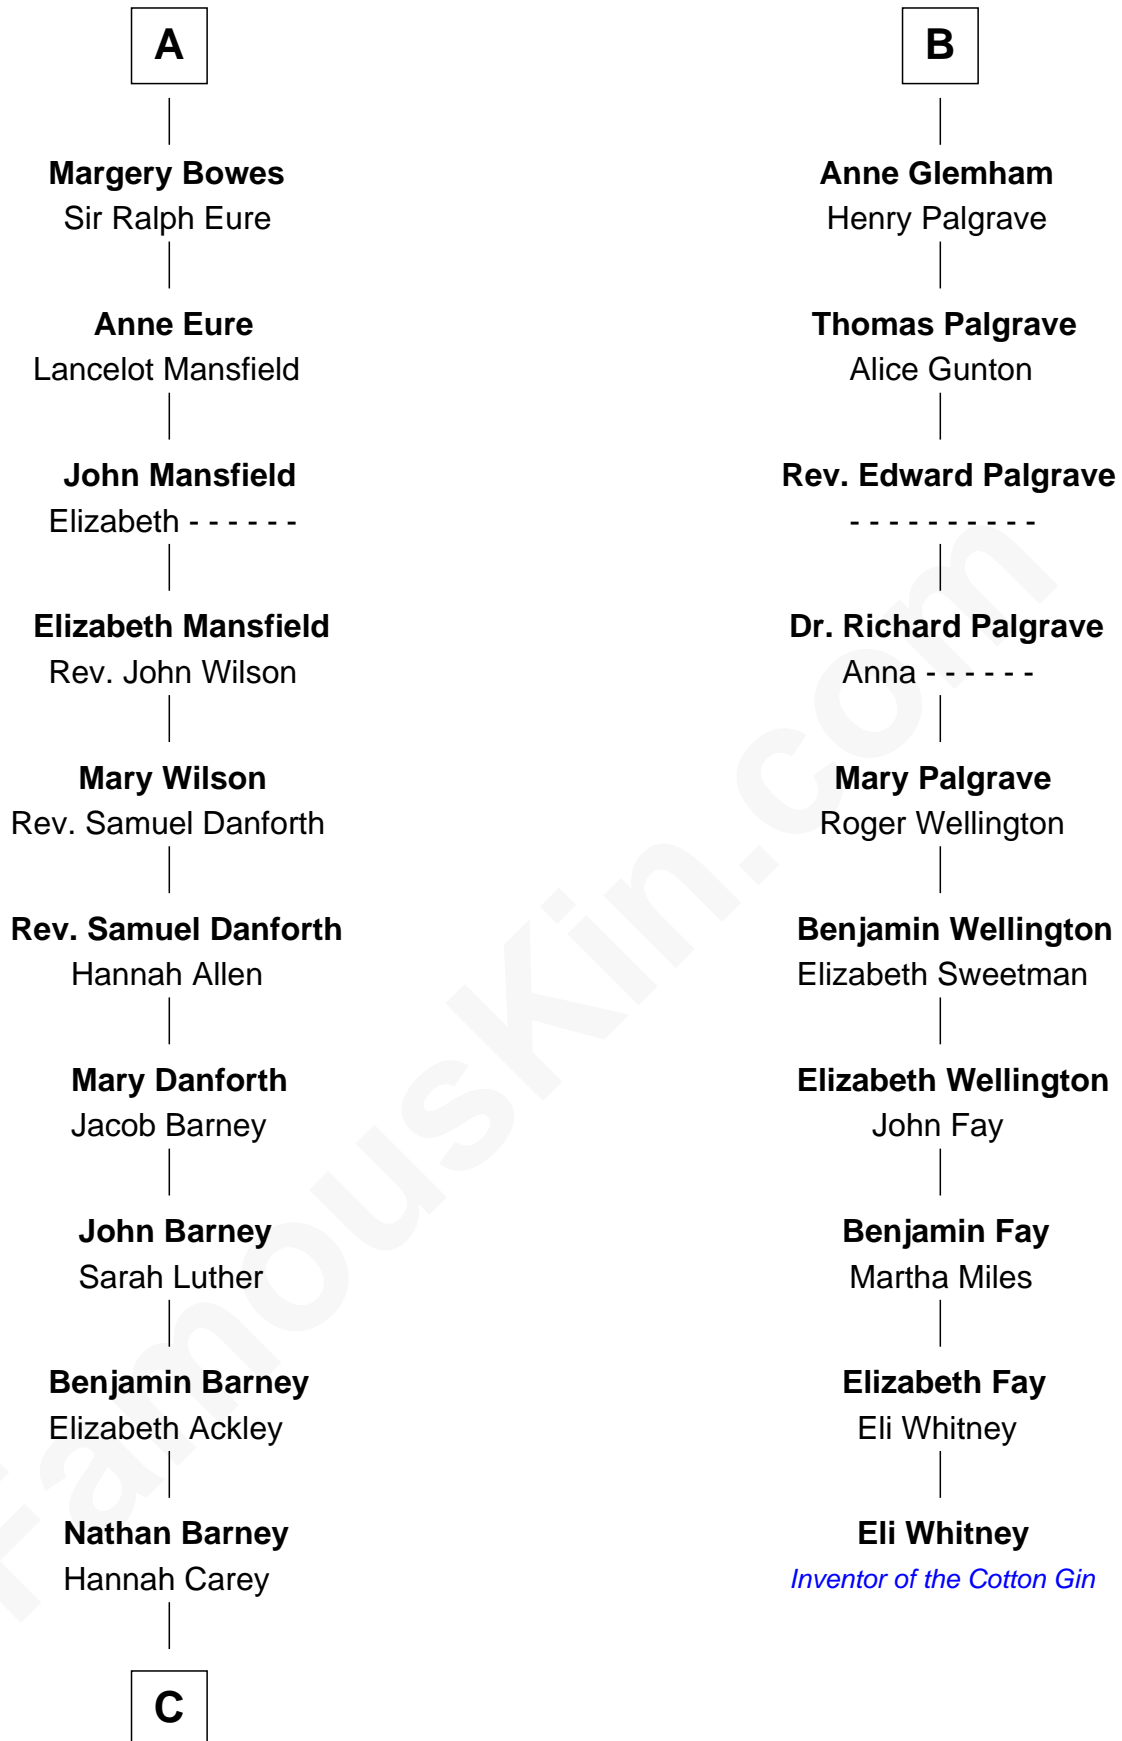 A
Margery Bowes
Sir Ralph Eure
Anne Eure
Lancelot Mansfield
John Mansfield
Elizabeth - - - - - -
Elizabeth Mansfield
Rev. John Wilson
Mary Wilson
Rev. Samuel Danforth
Rev. Samuel Danforth
Hannah Allen
Mary Danforth
Jacob Barney
John Barney
Sarah Luther
Benjamin Barney
Elizabeth Ackley
Nathan Barney
Hannah Carey
C
B
Anne Glemham
Henry Palgrave
Thomas Palgrave
Alice Gunton
Rev. Edward Palgrave
- - - - - - - - - -
Dr. Richard Palgrave
Anna - - - - - -
Mary Palgrave
Roger Wellington
Benjamin Wellington
Elizabeth Sweetman
Elizabeth Wellington
John Fay
Benjamin Fay
Martha Miles
Elizabeth Fay
Eli Whitney
Eli Whitney
Inventor of the Cotton Gin
FamousKin.com